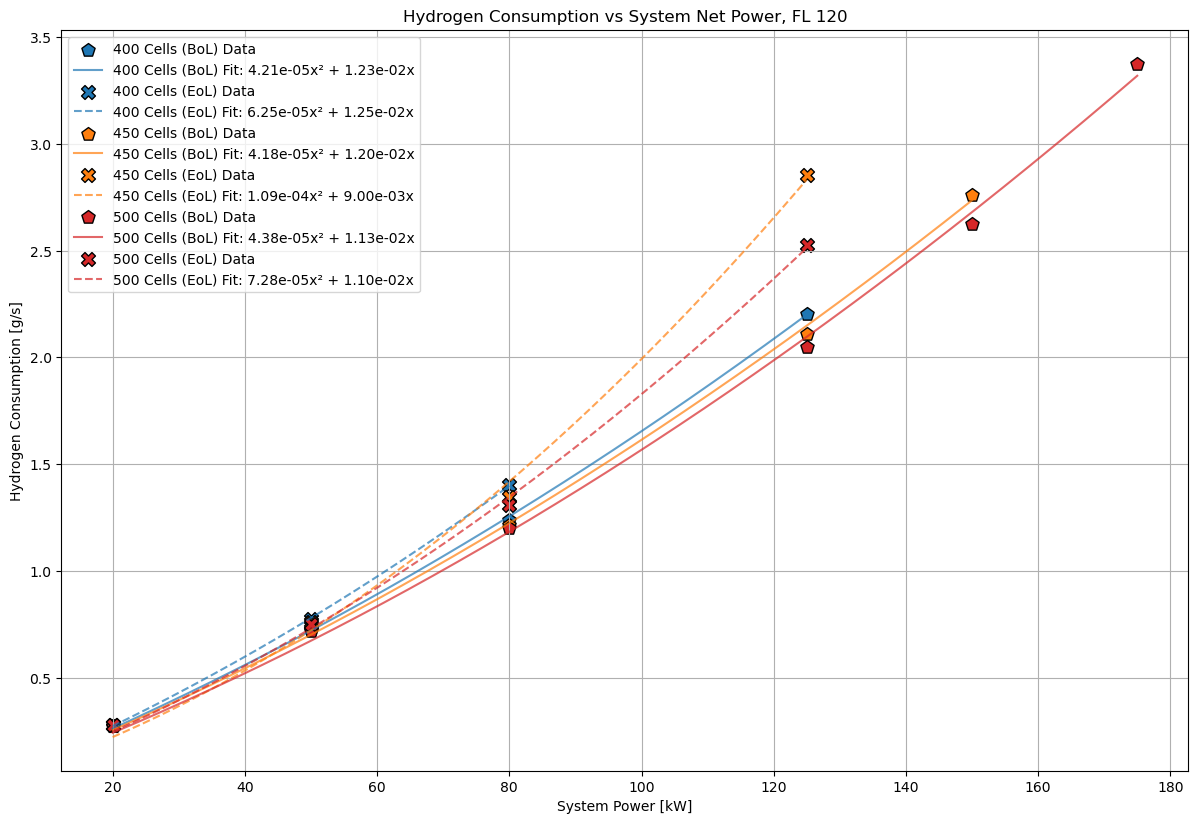 Hydrogen Consumption vs System Net Power, FL 120
3.5
3.0
2.5
2.0
1.5
1.0
0.5
Hydrogen Consumption [g/s]
400 Cells (BoL) Data
400 Cells (BoL) Fit: 4.21e-05x² + 1.23e-02x
400 Cells (EoL) Data
400 Cells (EoL) Fit: 6.25e-05x² + 1.25e-02x
450 Cells (BoL) Data
450 Cells (BoL) Fit: 4.18e-05x² + 1.20e-02x
450 Cells (EoL) Data
450 Cells (EoL) Fit: 1.09e-04x² + 9.00e-03x
500 Cells (BoL) Data
500 Cells (BoL) Fit: 4.38e-05x² + 1.13e-02x
500 Cells (EoL) Data
500 Cells (EoL) Fit: 7.28e-05x² + 1.10e-02x
20 40 60 80 100 120 140 160 180
System Power [kW]